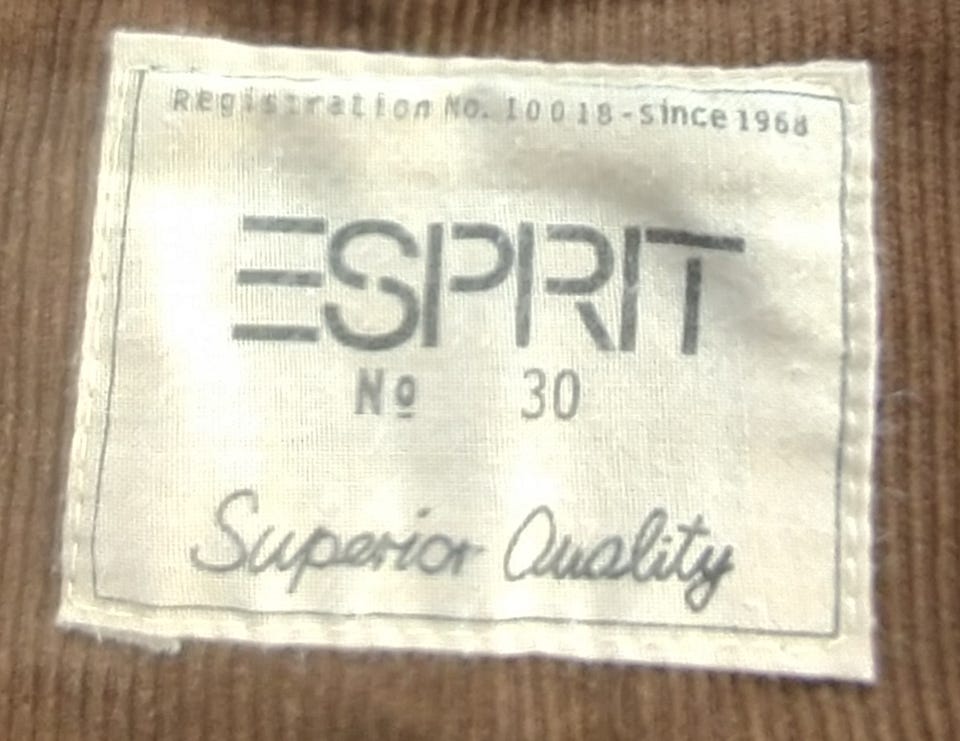 Registration No. 10018 - since 1968
ESPRIT
Nº 30
Superior Quality